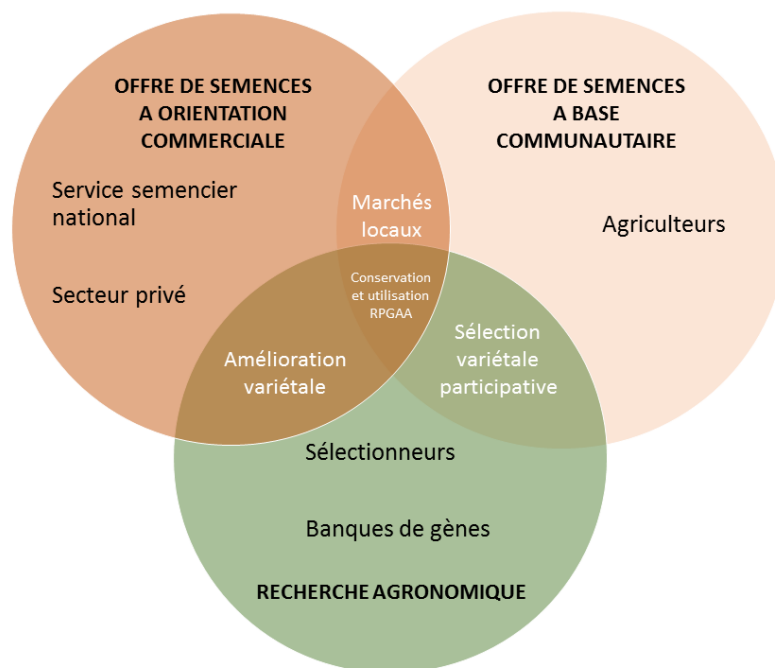 OFFRE DE SEMENCES
A ORIENTATION
COMMERCIALE
Service semencier
national
Secteur privé
OFFRE DE SEMENCES
A BASE
COMMUNAUTAIRE
Agriculteurs
Marchés
locaux
Conservation
et utilisation
RPGAA
Amélioration
variétale
Sélection
variétale
participative
Sélectionneurs
Banques de gènes
RECHERCHE AGRONOMIQUE